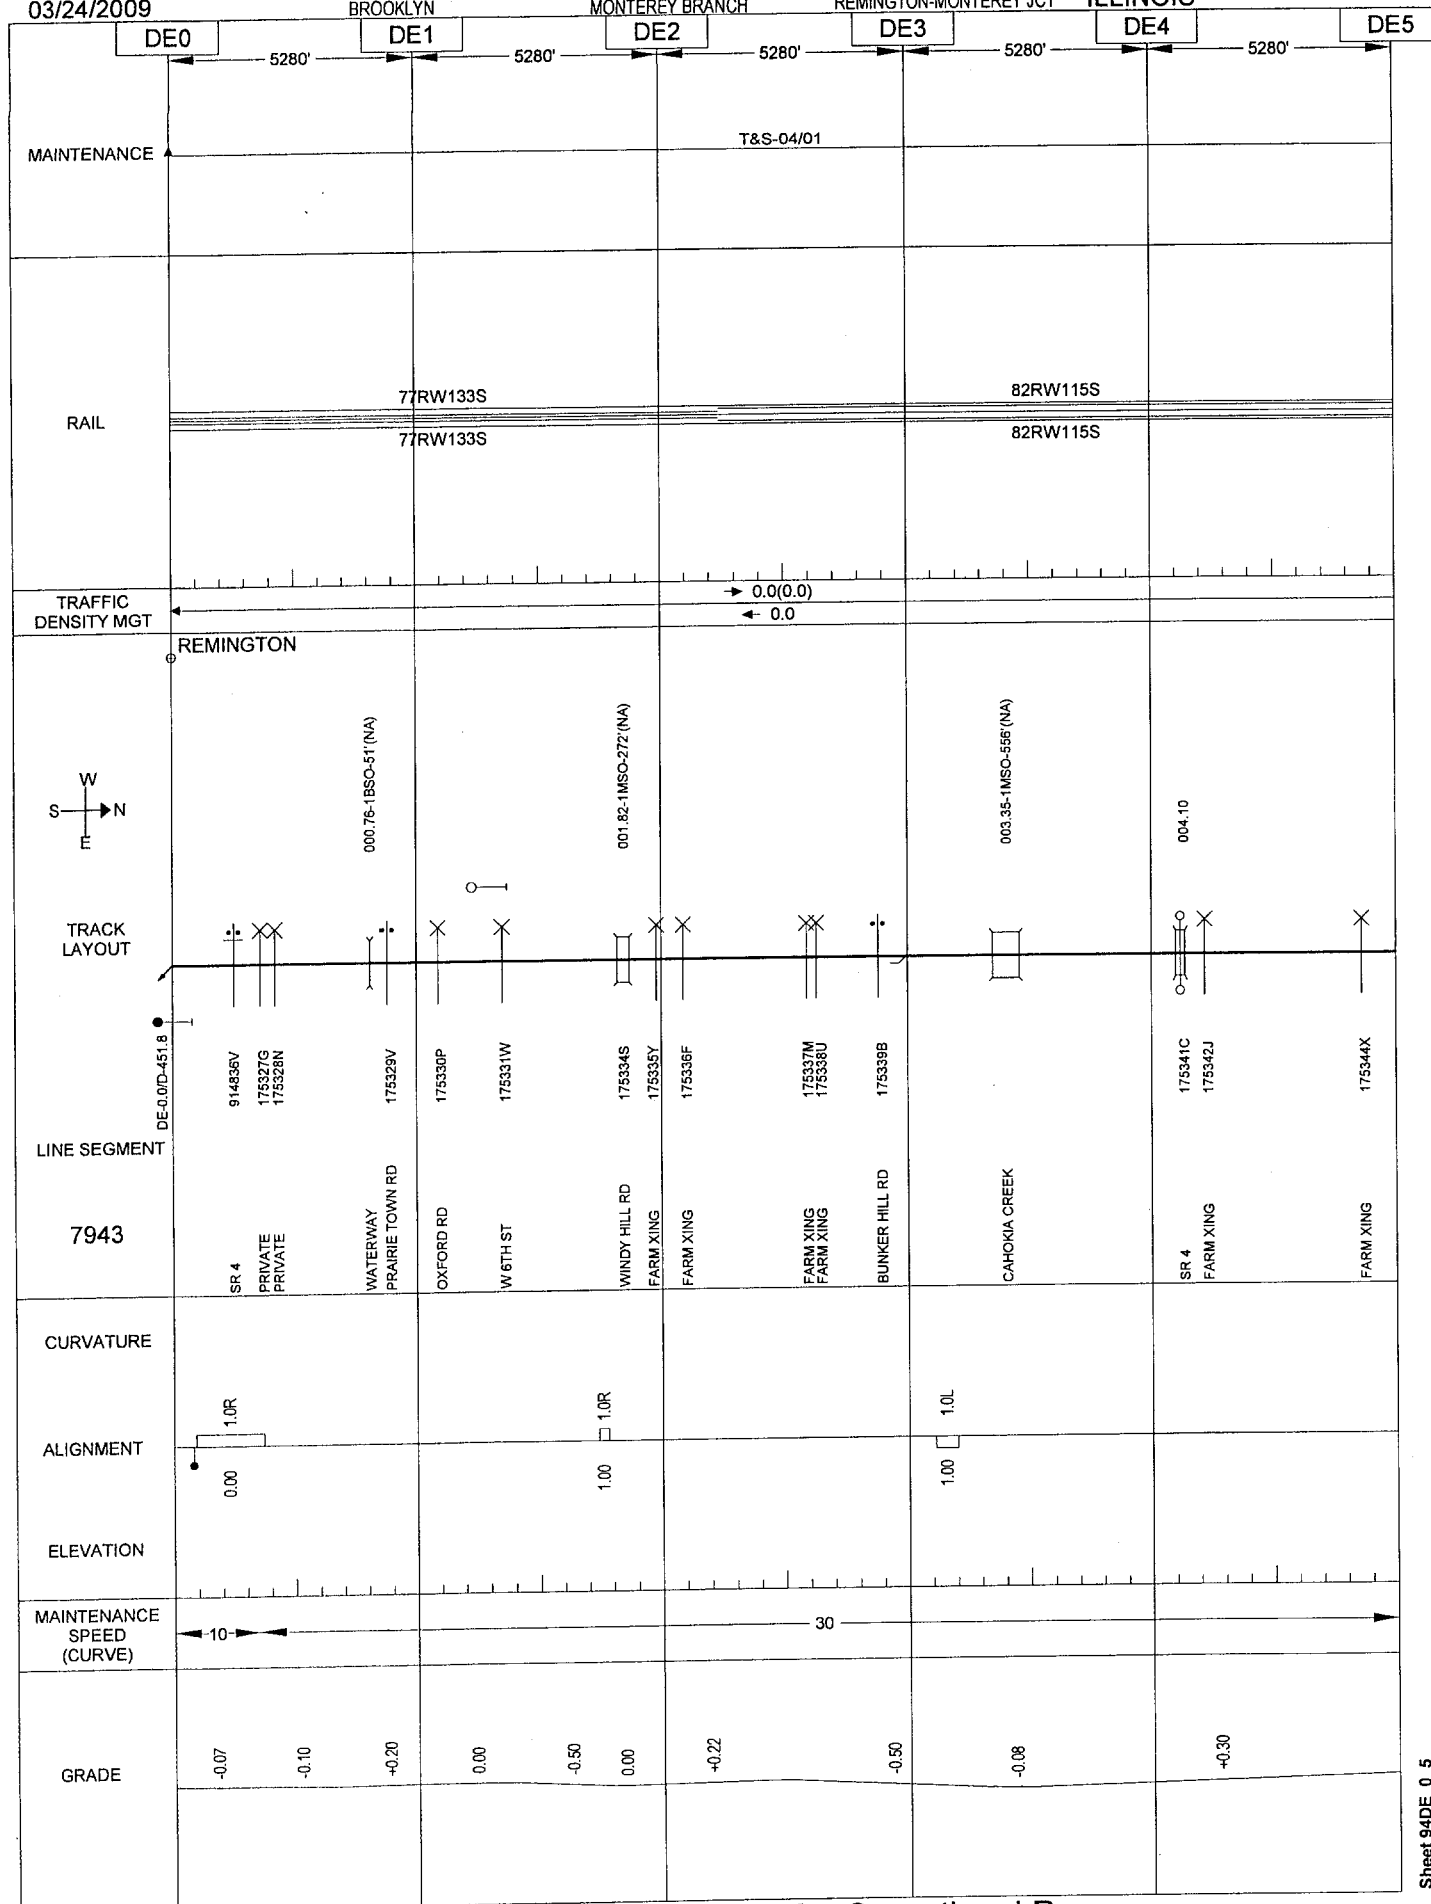 03/24/2009 BROOKLYN MONTEREY BRANCH REMINGTON-MONTEREY JCT ILLINOIS
DE0 DE1 DE2 DE3 DE4 DE5
5280' 5280' 5280' 5280' 5280'
MAINTENANCE
T&S-04/01
RAIL
77RW133S 82RW115S
77RW133S 82RW115S
TRAFFIC
DENSITY MGT
0.0(0.0)
0.0
REMINGTON
W
S N
E
000.76-1BSO-51'(NA)
001.82-1MSO-272'(NA)
003.35-1MSO-556'(NA)
004.10
TRACK
LAYOUT
DE-0.0/D-451.8
914836V
175327G
175328N
175329V
175330P
175331W
175334S
175335Y
175336F
175337M
175338U
175339B
175341C
175342J
175344X
LINE SEGMENT
7943
SR 4
PRIVATE
PRIVATE
WATERWAY
PRAIRIE TOWN RD
OXFORD RD
W 6TH ST
WINDY HILL RD
FARM XING
FARM XING
FARM XING
FARM XING
BUNKER HILL RD
CAHOKIA CREEK
SR 4
FARM XING
FARM XING
CURVATURE
1.0R 1.0R 1.0L
ALIGNMENT
0.00 1.00 1.00
ELEVATION
MAINTENANCE
SPEED
(CURVE)
10 30
GRADE
-0.07 -0.10 +0.20 0.00 -0.50 0.00 +0.22 -0.50 -0.08 +0.30
Sheet 94DE 0 5